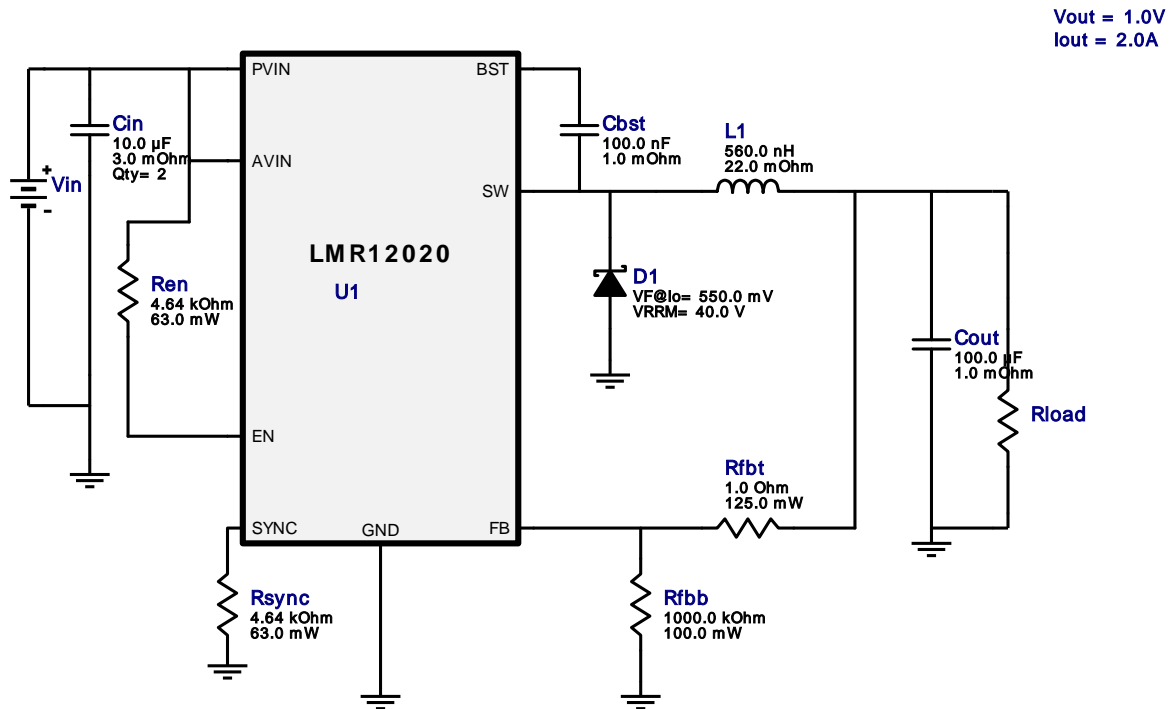 Vout = 1.0V
Iout = 2.0A
PVIN
BST
Cin
10.0 µF
3.0 mOhm
Qty= 2
Cbst
100.0 nF
1.0 mOhm
L1
560.0 nH
22.0 mOhm
AVIN
+
Vin
-
SW
LMR12020
U1
Ren
4.64 kOhm
63.0 mW
D1
VF@Io= 550.0 mV
VRRM= 40.0 V
Cout
100.0 µF
1.0 mOhm
Rload
EN
Rfbt
1.0 Ohm
125.0 mW
SYNC
GND
FB
Rsync
4.64 kOhm
63.0 mW
Rfbb
1000.0 kOhm
100.0 mW